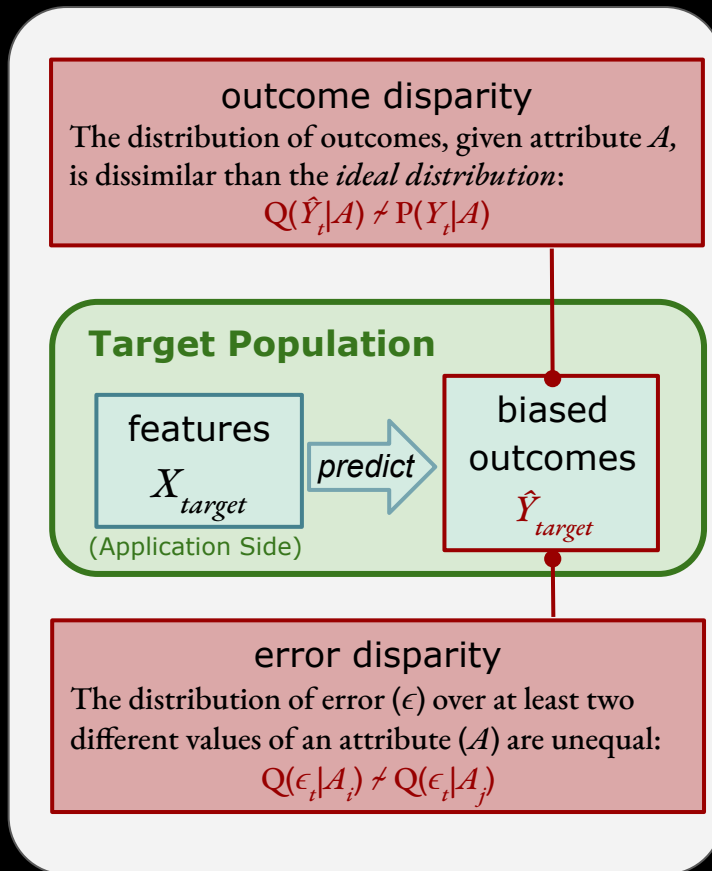 outcome disparity
The distribution of outcomes, given attribute A,
is dissimilar than the ideal distribution:
Q(Ŷₜ|A) ≁ P(Yₜ|A)
Target Population
features
X_target
(Application Side)
predict
biased
outcomes
Ŷ_target
error disparity
The distribution of error (ϵ) over at least two
different values of an attribute (A) are unequal:
Q(ϵₜ|Aᵢ) ≁ Q(ϵₜ|Aⱼ)